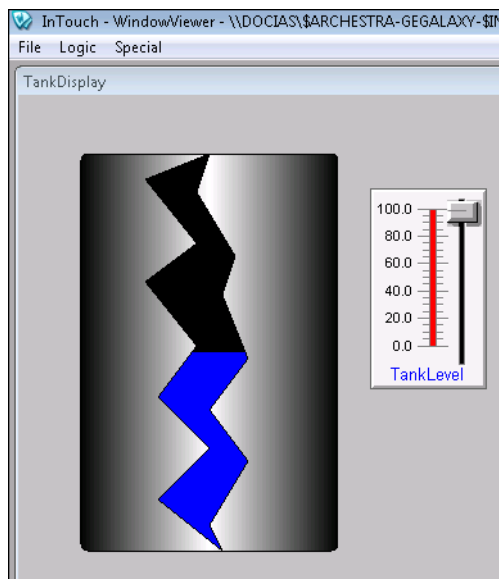 InTouch - WindowViewer - \\DOCIAS\$ARCHESTRA-GEGALAXY-$IN
File Logic Special
TankDisplay
100.0
80.0
60.0
40.0
20.0
0.0
TankLevel